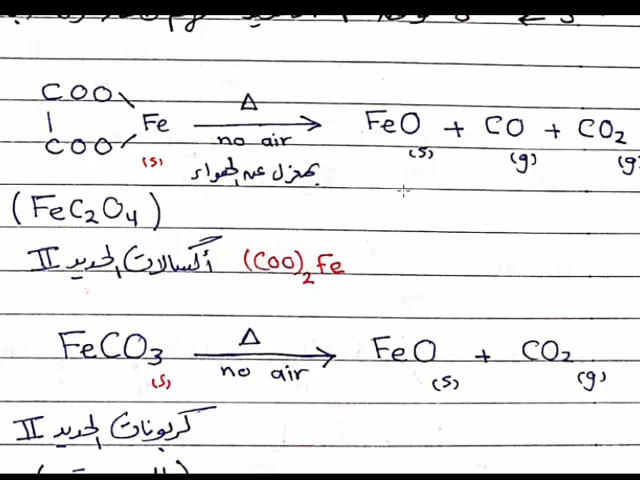 COO
Fe (s) Δ no air FeO (s) + CO (g) + CO2 (g)
COO
بمعزل عن الهواء
(FeC2O4)
أكسالات الحديد II (COO)2Fe
FeCO3 (s) Δ no air FeO (s) + CO2 (g)
كربونات الحديد II